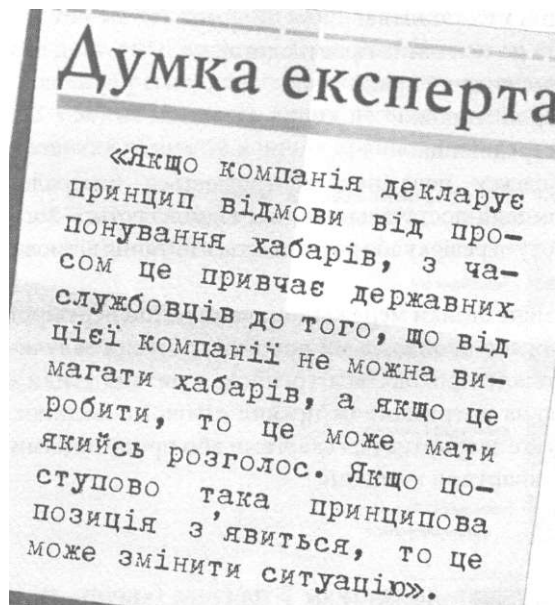 Думка експерта
«Якщо компанія декларує
принцип відмови від про-
понування хабарів, з ча-
сом це привчає державних
службовців до того, що від
цієї компанії не можна ви-
магати хабарів, а якщо це
робити, то це може мати
якийсь розголос. Якщо по-
ступово така принципова
позиція з'явиться, то це
може змінити ситуацію».